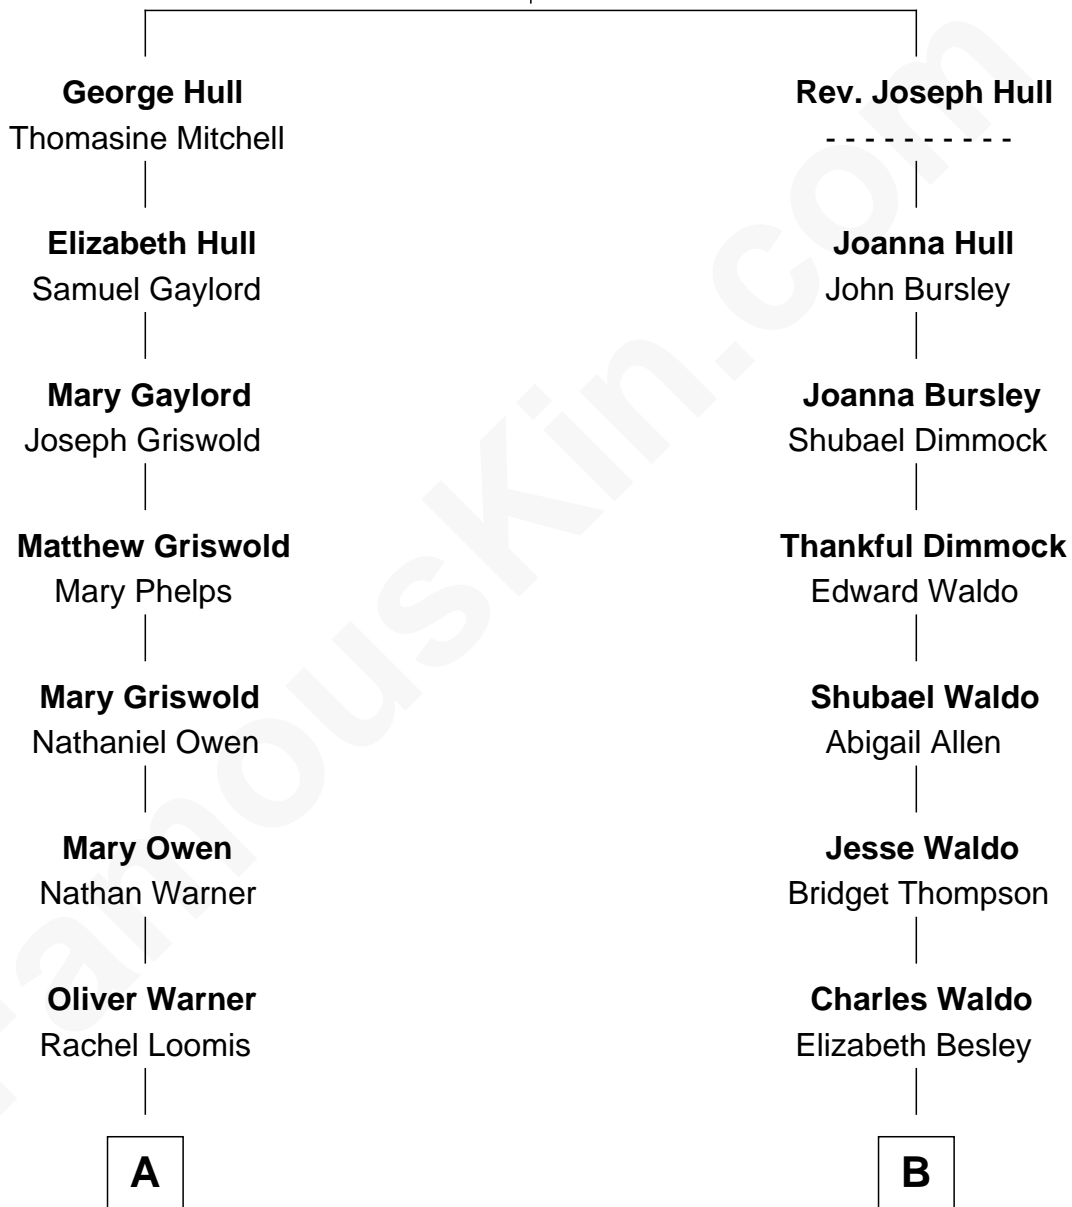 George Hull
Thomasine Mitchell
Elizabeth Hull
Samuel Gaylord
Mary Gaylord
Joseph Griswold
Matthew Griswold
Mary Phelps
Mary Griswold
Nathaniel Owen
Mary Owen
Nathan Warner
Oliver Warner
Rachel Loomis
A
Rev. Joseph Hull
- - - - - - - - - -
Joanna Hull
John Bursley
Joanna Bursley
Shubael Dimmock
Thankful Dimmock
Edward Waldo
Shubael Waldo
Abigail Allen
Jesse Waldo
Bridget Thompson
Charles Waldo
Elizabeth Besley
B
FamousKin.com